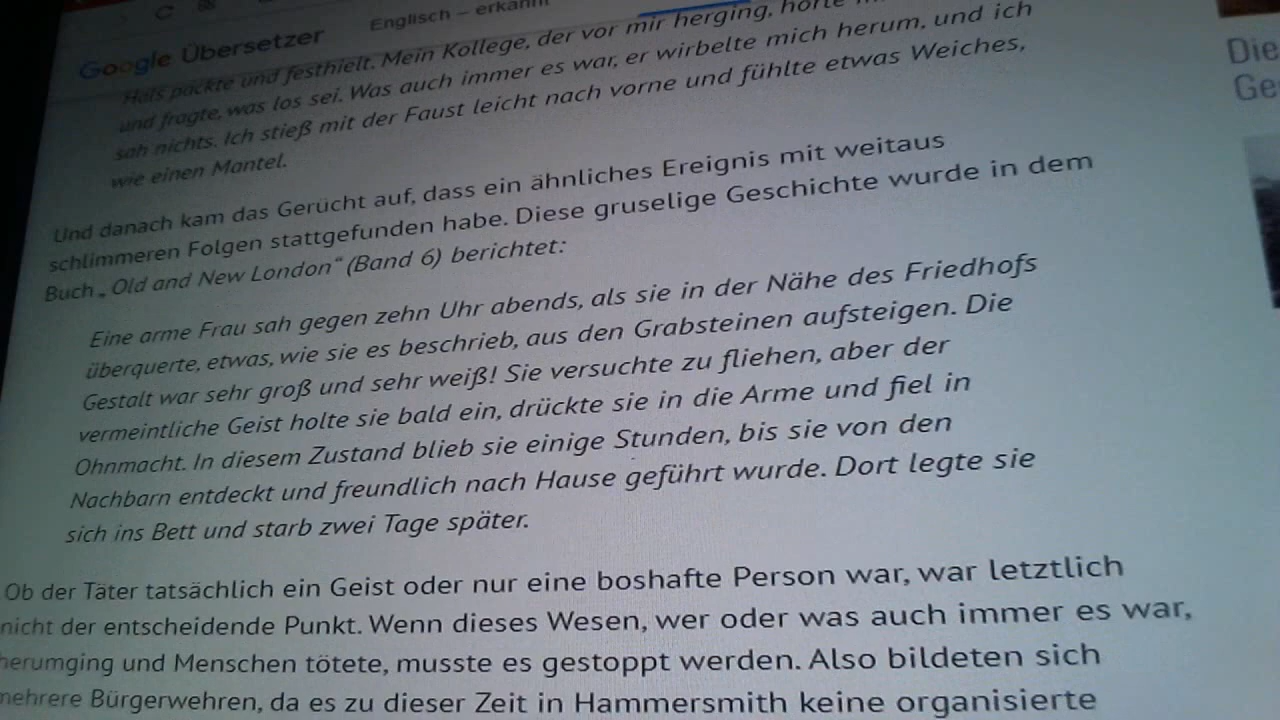 Google Übersetzer
Englisch – erkannt
Hals packte und festhielt. Mein Kollege, der vor mir herging, hörte
und fragte, was los sei. Was auch immer es war, er wirbelte mich herum, und ich
sah nichts. Ich stieß mit der Faust leicht nach vorne und fühlte etwas Weiches,
wie einen Mantel.
Und danach kam das Gerücht auf, dass ein ähnliches Ereignis mit weitaus
schlimmeren Folgen stattgefunden habe. Diese gruselige Geschichte wurde in dem
Buch „ Old and New London“ (Band 6) berichtet:
Eine arme Frau sah gegen zehn Uhr abends, als sie in der Nähe des Friedhofs
überquerte, etwas, wie sie es beschrieb, aus den Grabsteinen aufsteigen. Die
Gestalt war sehr groß und sehr weiß! Sie versuchte zu fliehen, aber der
vermeintliche Geist holte sie bald ein, drückte sie in die Arme und fiel in
Ohnmacht. In diesem Zustand blieb sie einige Stunden, bis sie von den
Nachbarn entdeckt und freundlich nach Hause geführt wurde. Dort legte sie
sich ins Bett und starb zwei Tage später.
Ob der Täter tatsächlich ein Geist oder nur eine boshafte Person war, war letztlich
nicht der entscheidende Punkt. Wenn dieses Wesen, wer oder was auch immer es war,
herumging und Menschen tötete, musste es gestoppt werden. Also bildeten sich
mehrere Bürgerwehren, da es zu dieser Zeit in Hammersmith keine organisierte
Die
Ge